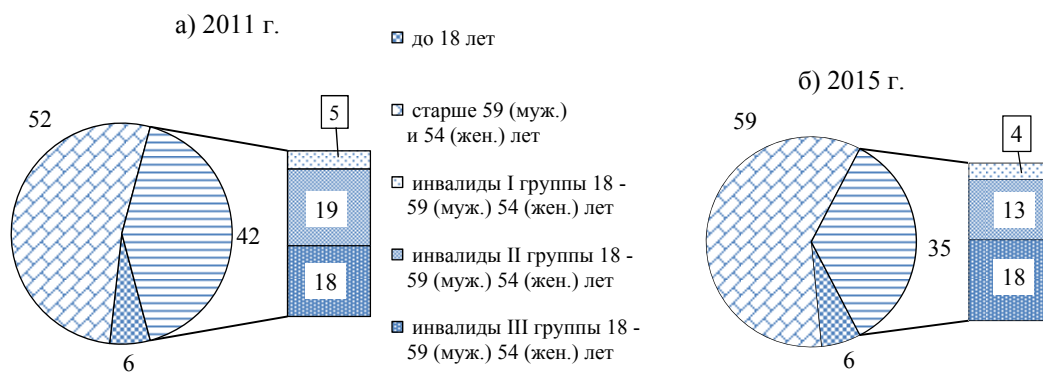 а) 2011 г.
52
42
6
5
19
18
до 18 лет
старше 59 (муж.)
и 54 (жен.) лет
инвалиды I группы 18 -
59 (муж.) 54 (жен.) лет
инвалиды II группы 18 -
59 (муж.) 54 (жен.) лет
инвалиды III группы 18 -
59 (муж.) 54 (жен.) лет
б) 2015 г.
59
35
6
4
13
18